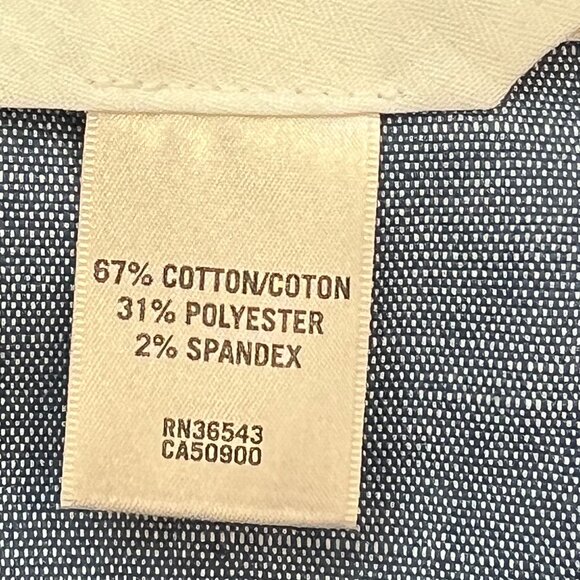 67% COTTON/COTON
31% POLYESTER
2% SPANDEX
RN36543
CA50900